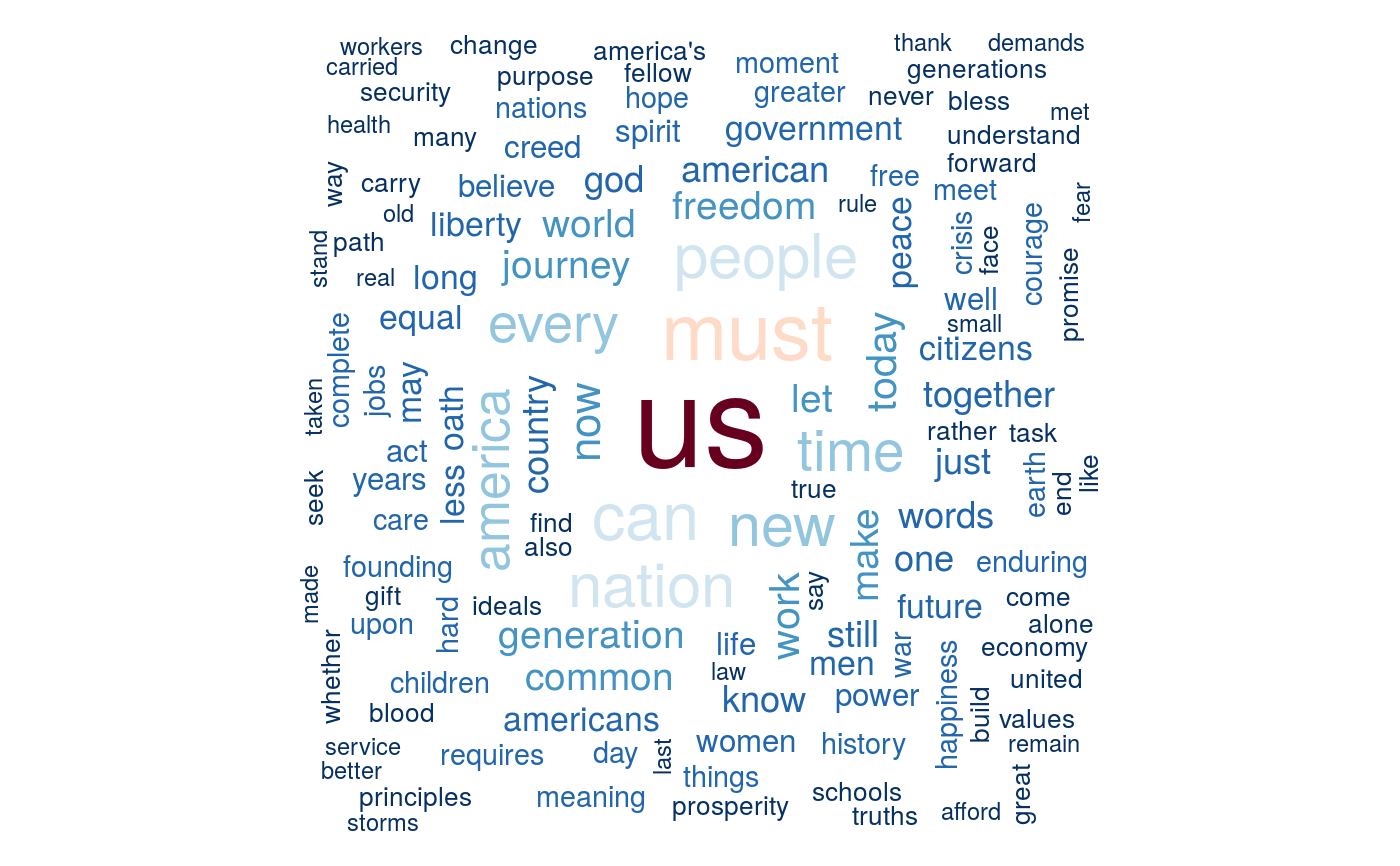 workers change america's thank demands
carried purpose fellow moment generations
security nations hope greater never bless met
health many creed spirit government understand
way carry believe god american free forward
old liberty world freedom rule peace meet fear
stand path journey people crisis face courage
real long well promise
equal every must today small
complete citizens
taken jobs may less oath america country now us let together
act time rather task
years just earth end like
seek true
care find can new make words
also
founding nation one enduring
made gift ideals work say future come
upon hard generation life still war alone
whether children common law men happiness economy
blood know power build united
americans values
service requires day last women history remain
better things
principles meaning prosperity schools great
storms truths afford